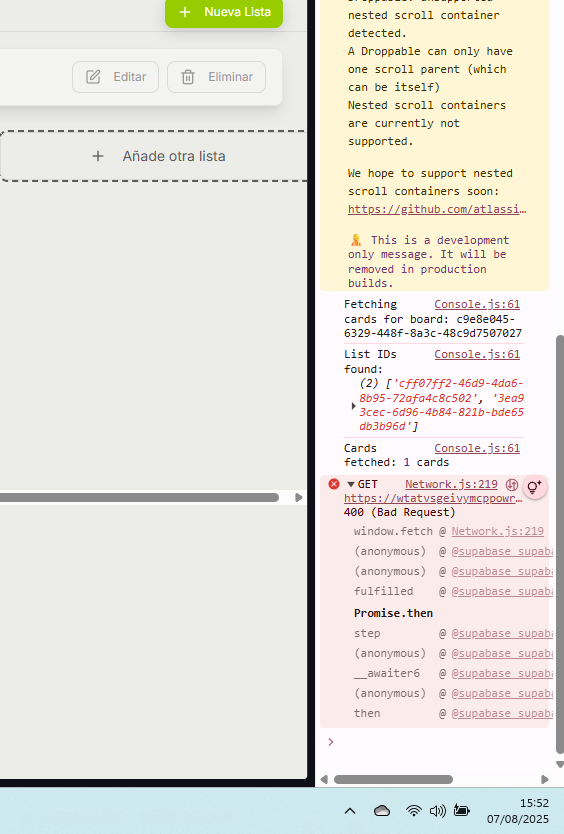 Nueva Lista
Editar
Eliminar
Añade otra lista
nested scroll container
detected.
A Droppable can only have
one scroll parent (which
can be itself)
Nested scroll containers
are currently not
supported.
We hope to support nested
scroll containers soon:
https://github.com/atlassi…
This is a development
only message. It will be
removed in production
builds.
Fetching Console.js:61
cards for board: c9e8e045-
6329-448f-8a3c-48c9d7507027
List IDs Console.js:61
found:
(2) ['cff07ff2-46d9-4da6-
8b95-72afa4c8c502', '3ea9
3cec-6d96-4b84-821b-bde65
db3b96d']
Cards Console.js:61
fetched: 1 cards
GET Network.js:219
https://wtatvsgeivymcppowr…
400 (Bad Request)
window.fetch @ Network.js:219
(anonymous) @ @supabase_supaba
(anonymous) @ @supabase_supaba
fulfilled @ @supabase_supaba
Promise.then
step @ @supabase_supaba
(anonymous) @ @supabase_supaba
__awaiter6 @ @supabase_supaba
(anonymous) @ @supabase_supaba
then @ @supabase_supaba
15:52
07/08/2025